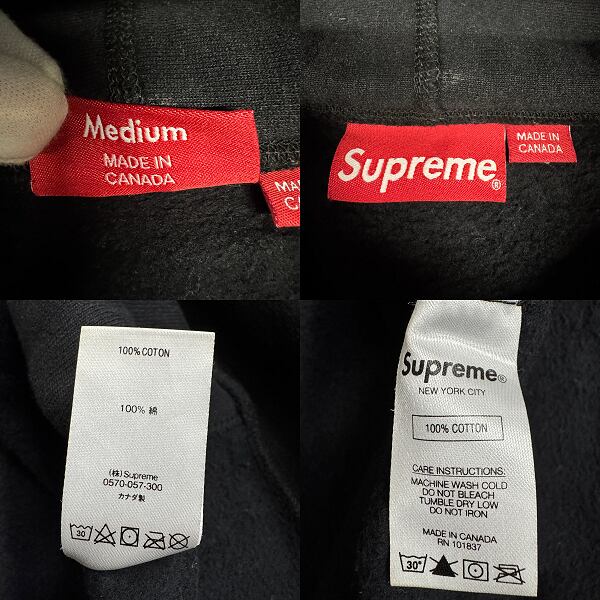 Medium
MADE IN
CANADA
Supreme®
MADE IN
CANADA
100% COTON
100% 綿
(株) Supreme
0570-057-300
カナダ製
30
Supreme®
NEW YORK CITY
100% COTTON
CARE INSTRUCTIONS:
MACHINE WASH COLD
DO NOT BLEACH
TUMBLE DRY LOW
DO NOT IRON
MADE IN CANADA
RN 101837
30°